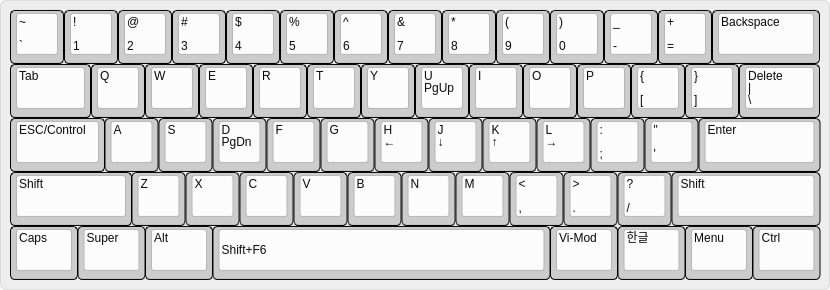 ~ ! @ # $ % ^ & * ( ) _ + Backspace
` 1 2 3 4 5 6 7 8 9 0 - =
Tab Q W E R T Y U I O P { } Delete
PgUp |
[ ] \
ESC/Control A S D F G H J K L : " Enter
PgDn ← ↓ ↑ →
; '
Shift Z X C V B N M < > ? Shift
, . /
Caps Super Alt Shift+F6 Vi-Mod 한글 Menu Ctrl